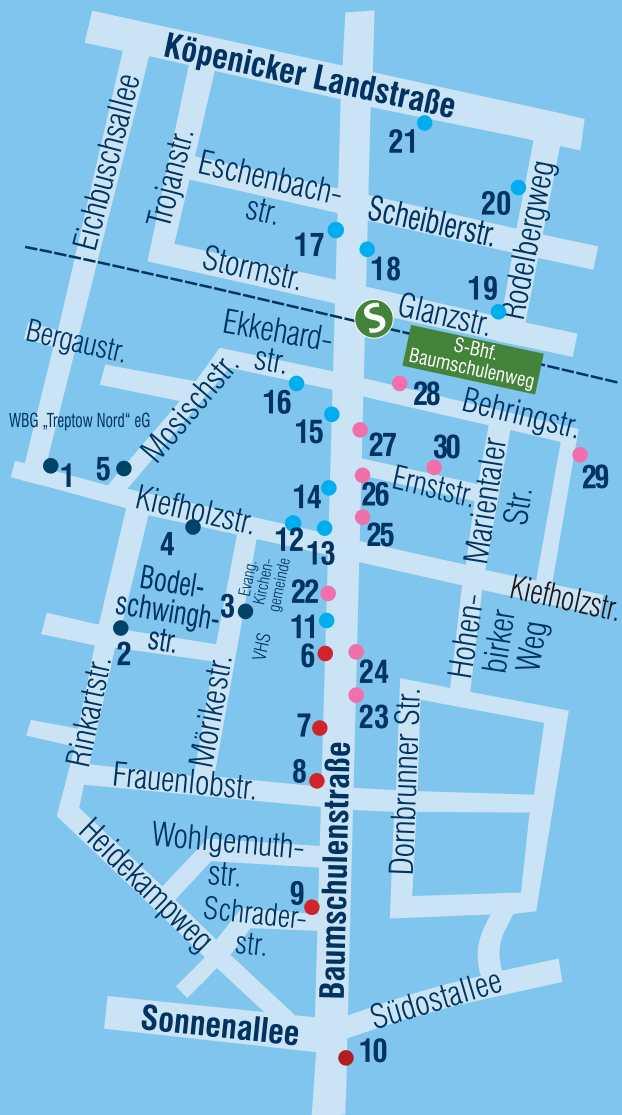 Köpenicker Landstraße
21
Eichbuschsallee
Trojanstr.
Eschenbach-
str.
Scheiblerstr.
20
Rodelbergweg
17
18
Stormstr.
19
Glanzstr.
S
S-Bhf.
Baumschulenweg
Bergaustr.
Ekkehard-
str.
Mosischstr.
16
28
Behringstr.
WBG „Treptow Nord“ eG
15
27
30
29
1
5
14
26
Ernststr.
Marientaler
Str.
Kiefholzstr.
4
12
13
25
Kiefholzstr.
Bodel-
schwingh-
str.
3
Evang.
Kirchen-
gemeinde
VHS
22
11
2
6
24
Hohen-
birker
Weg
23
Rinkartstr.
Mörikestr.
7
Dornbrunner Str.
8
Frauenlobstr.
Baumschulenstraße
Heidekampweg
Wohlgemuth-
str.
9
Schrader-
str.
Südostallee
Sonnenallee
10